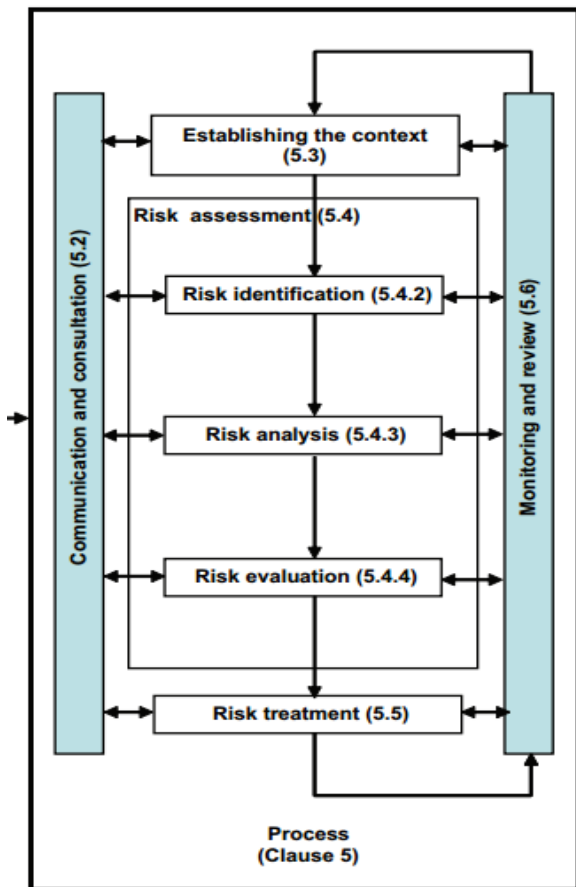 Establishing the context
(5.3)
Risk assessment (5.4)
Communication and consultation (5.2)
Risk identification (5.4.2)
Monitoring and review (5.6)
Risk analysis (5.4.3)
Risk evaluation (5.4.4)
Risk treatment (5.5)
Process
(Clause 5)